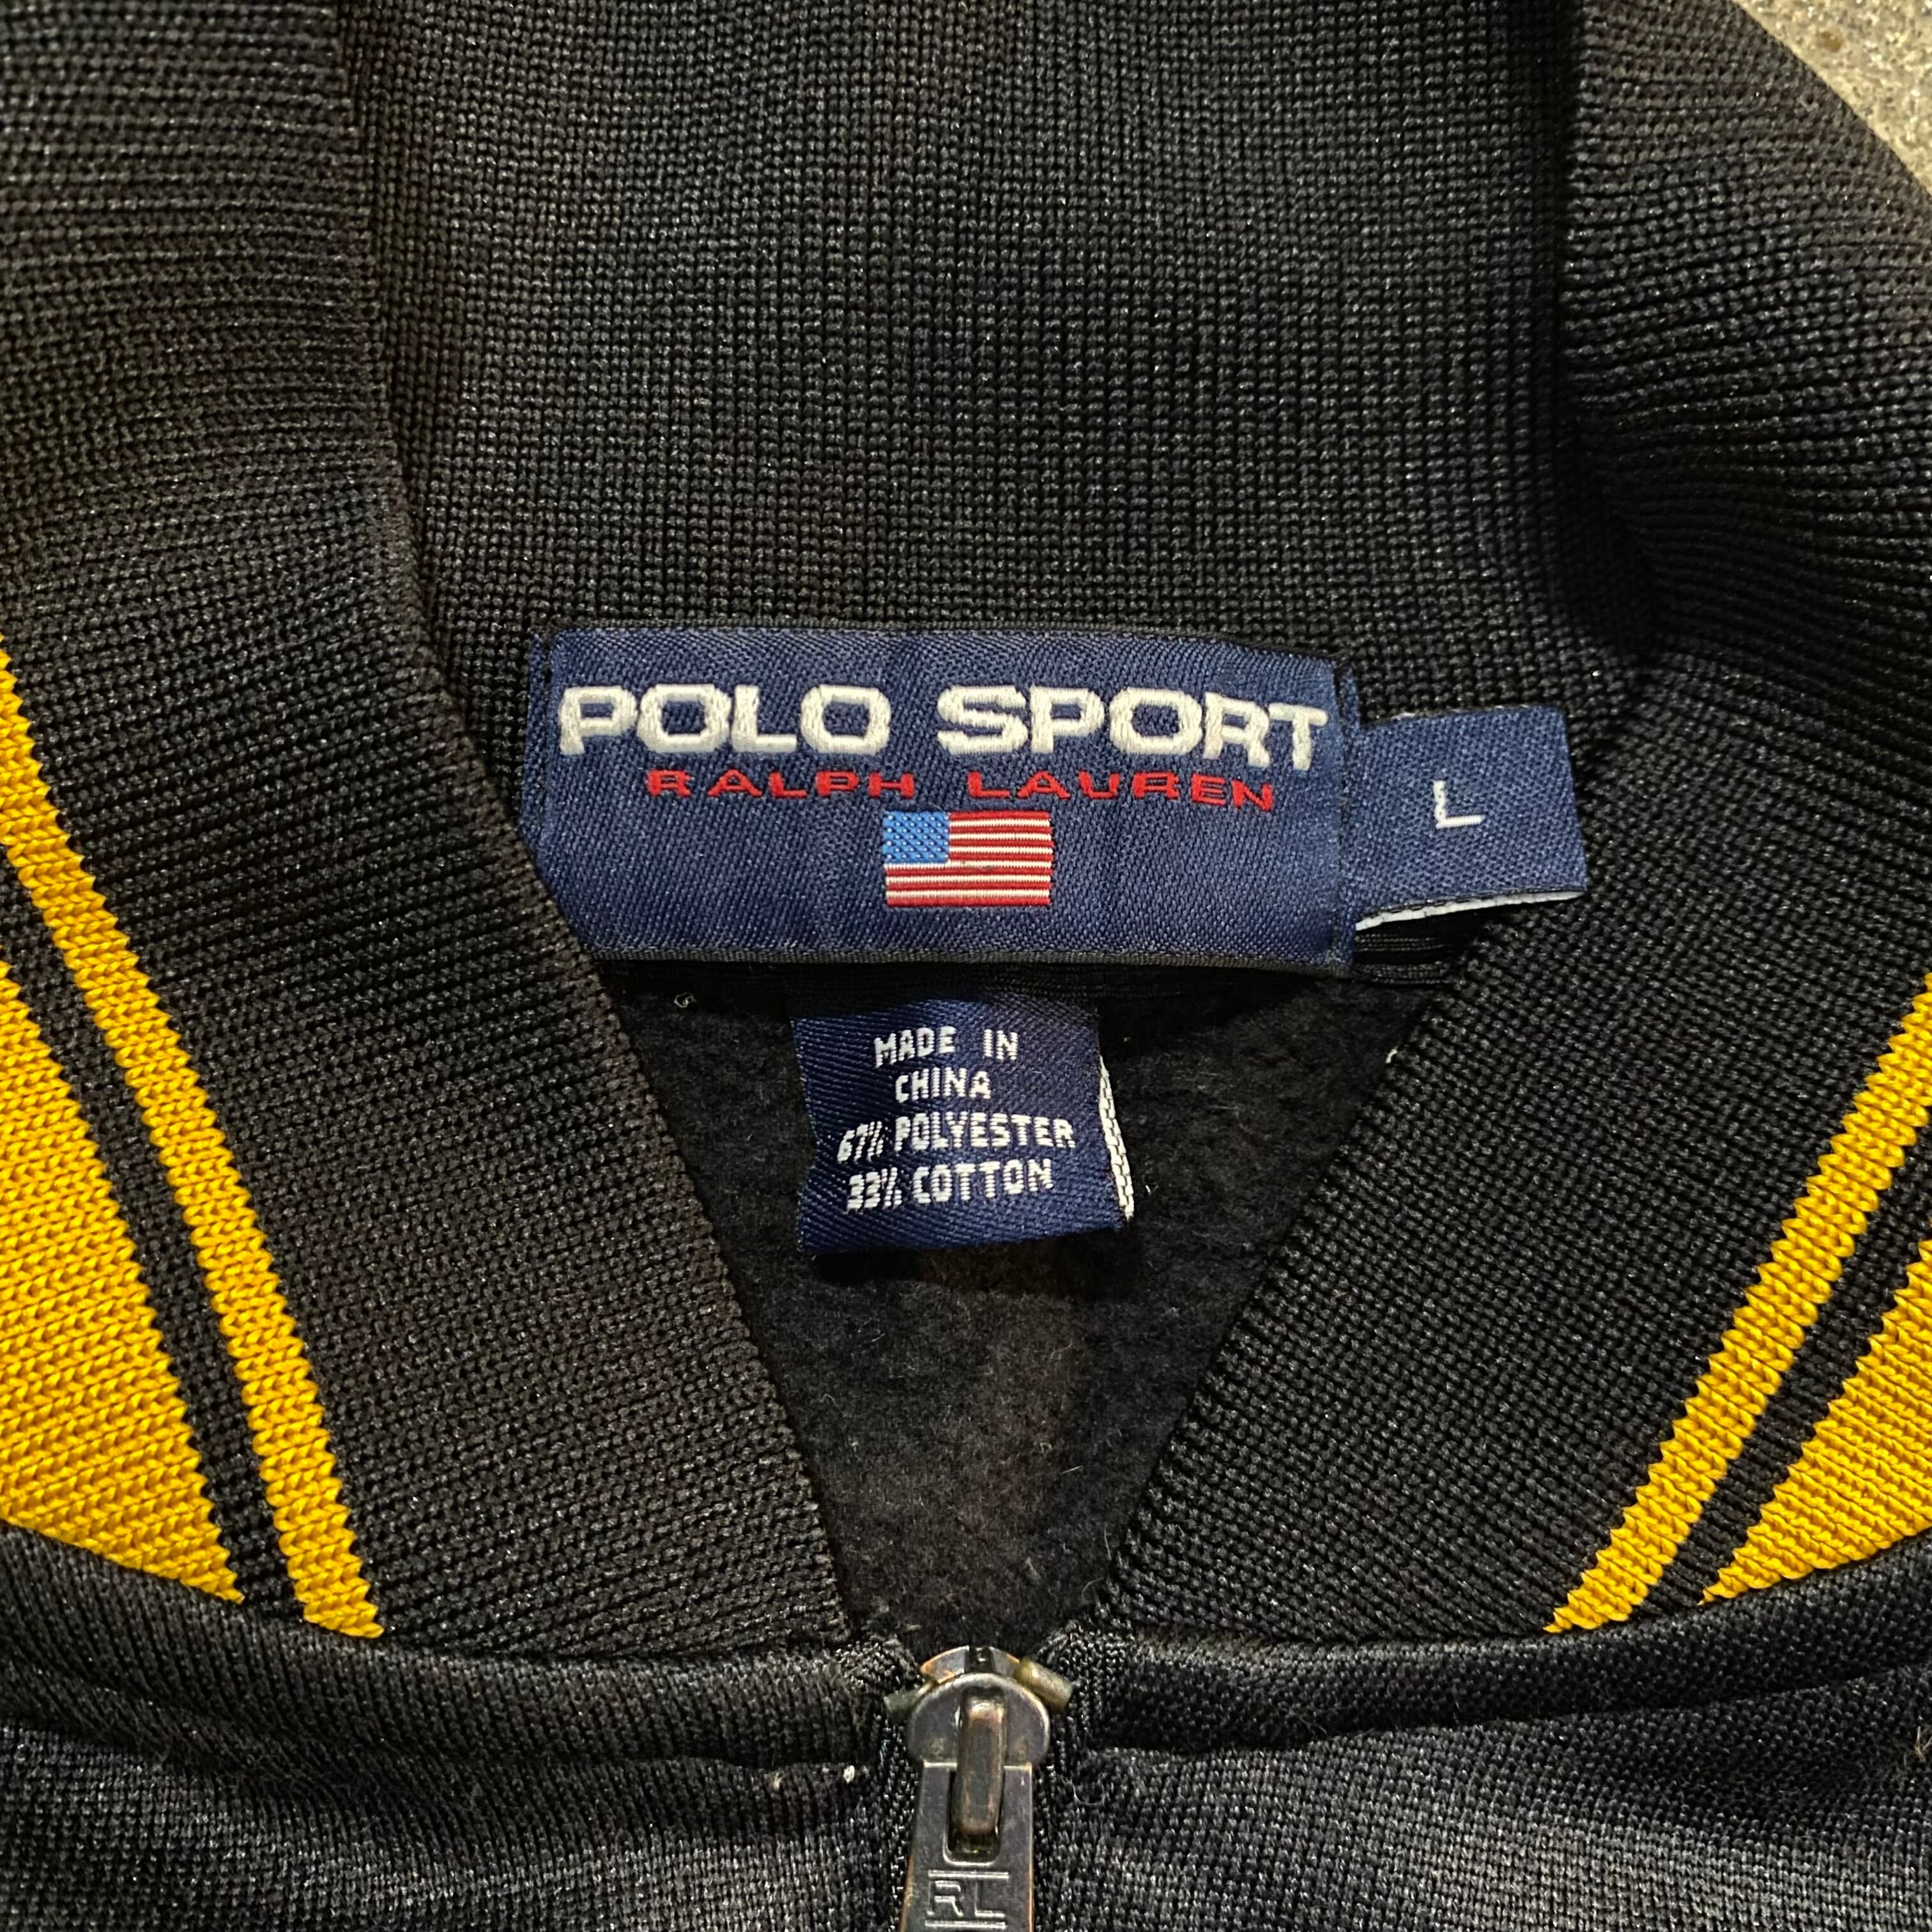 POLO SPORT
RALPH LAUREN
L
MADE IN
CHINA
67% POLYESTER
33% COTTON
RL